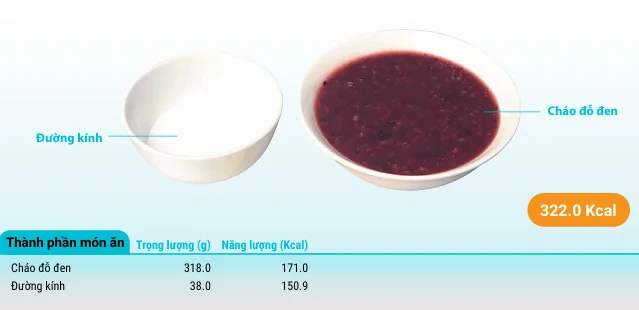 Đường kính
Cháo đỗ đen
322.0 Kcal
Thành phần món ăn Trọng lượng (g) Năng lượng (Kcal)
Cháo đỗ đen 318.0 171.0
Đường kính 38.0 150.9